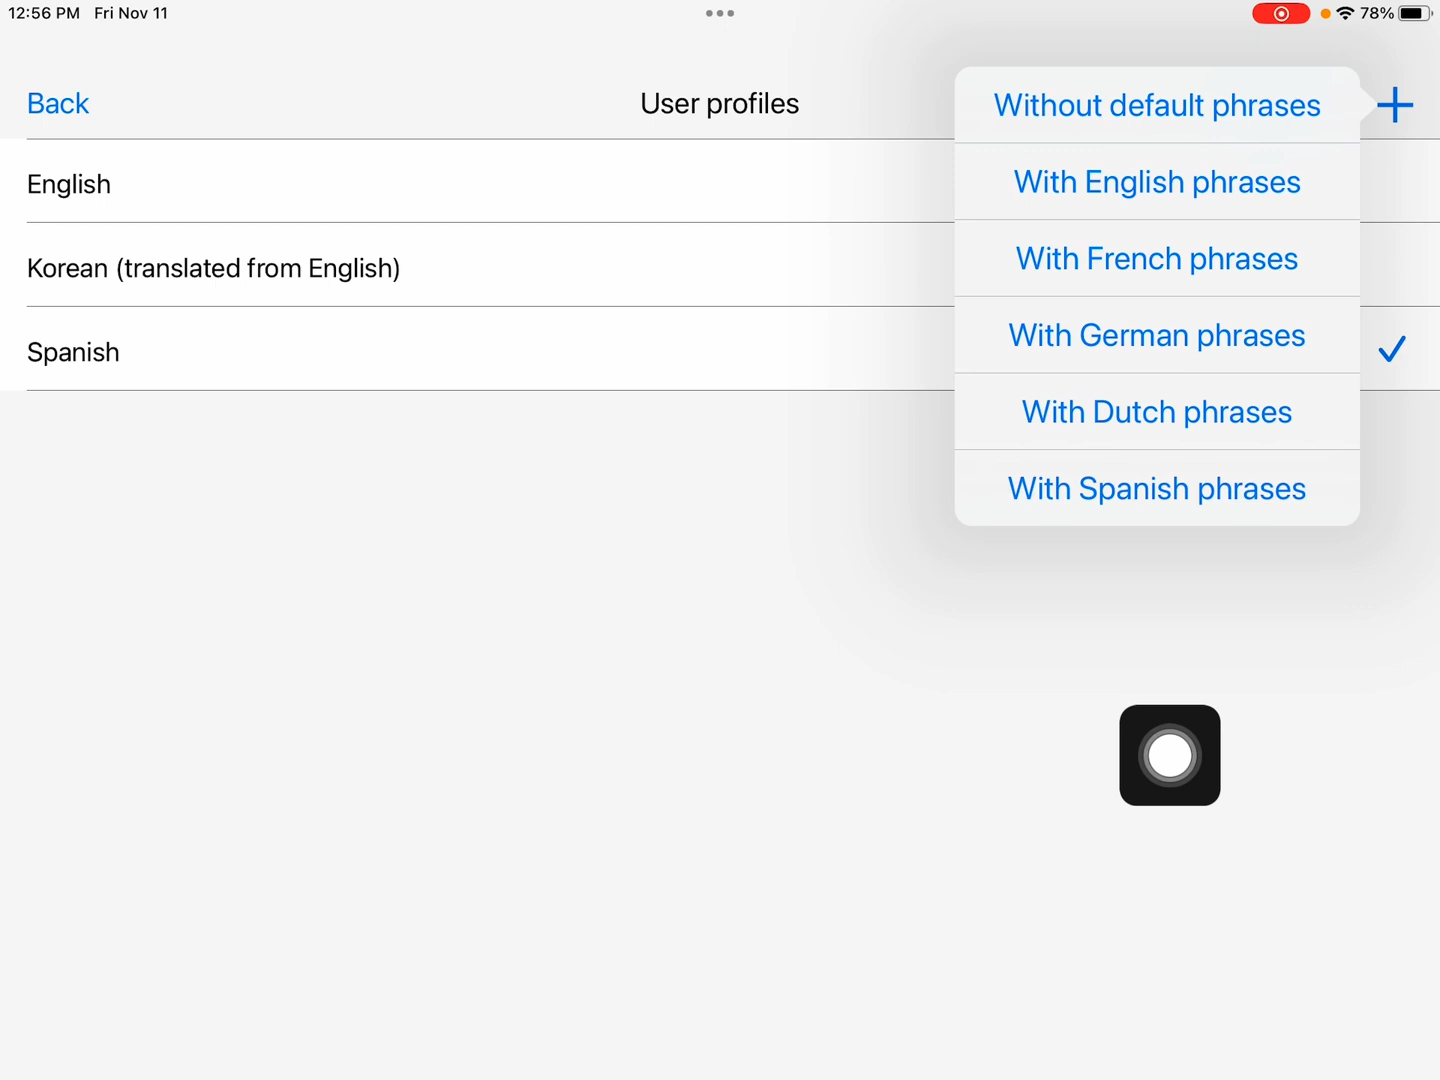 12:56 PM Fri Nov 11
78%
Back
User profiles
Without default phrases
English
With English phrases
Korean (translated from English)
With French phrases
Spanish
With German phrases
With Dutch phrases
With Spanish phrases